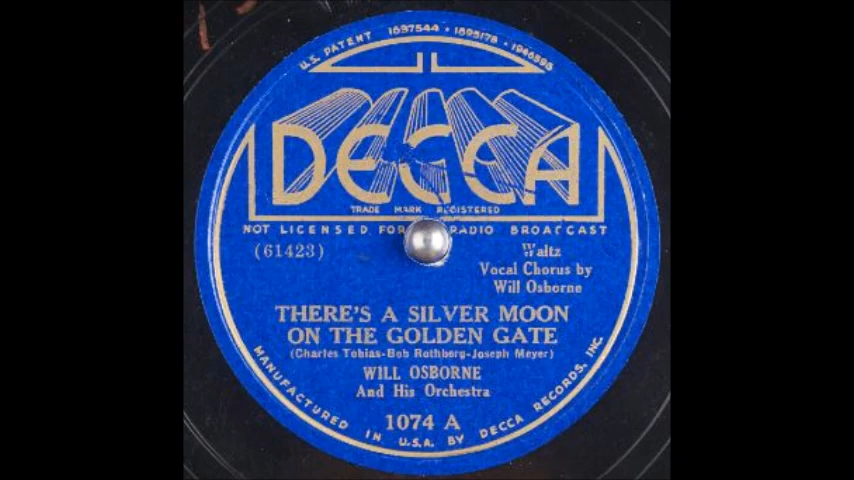 U.S. PATENT 1637544 · 1695178 · 1946596
DECCA
TRADE MARK REGISTERED
NOT LICENSED FOR RADIO BROADCAST
(61423)
Waltz
Vocal Chorus by
Will Osborne
THERE'S A SILVER MOON
ON THE GOLDEN GATE
(Charles Tobias-Bob Rothberg-Joseph Meyer)
WILL OSBORNE
And His Orchestra
1074 A
MANUFACTURED IN U.S.A. BY DECCA RECORDS, INC.